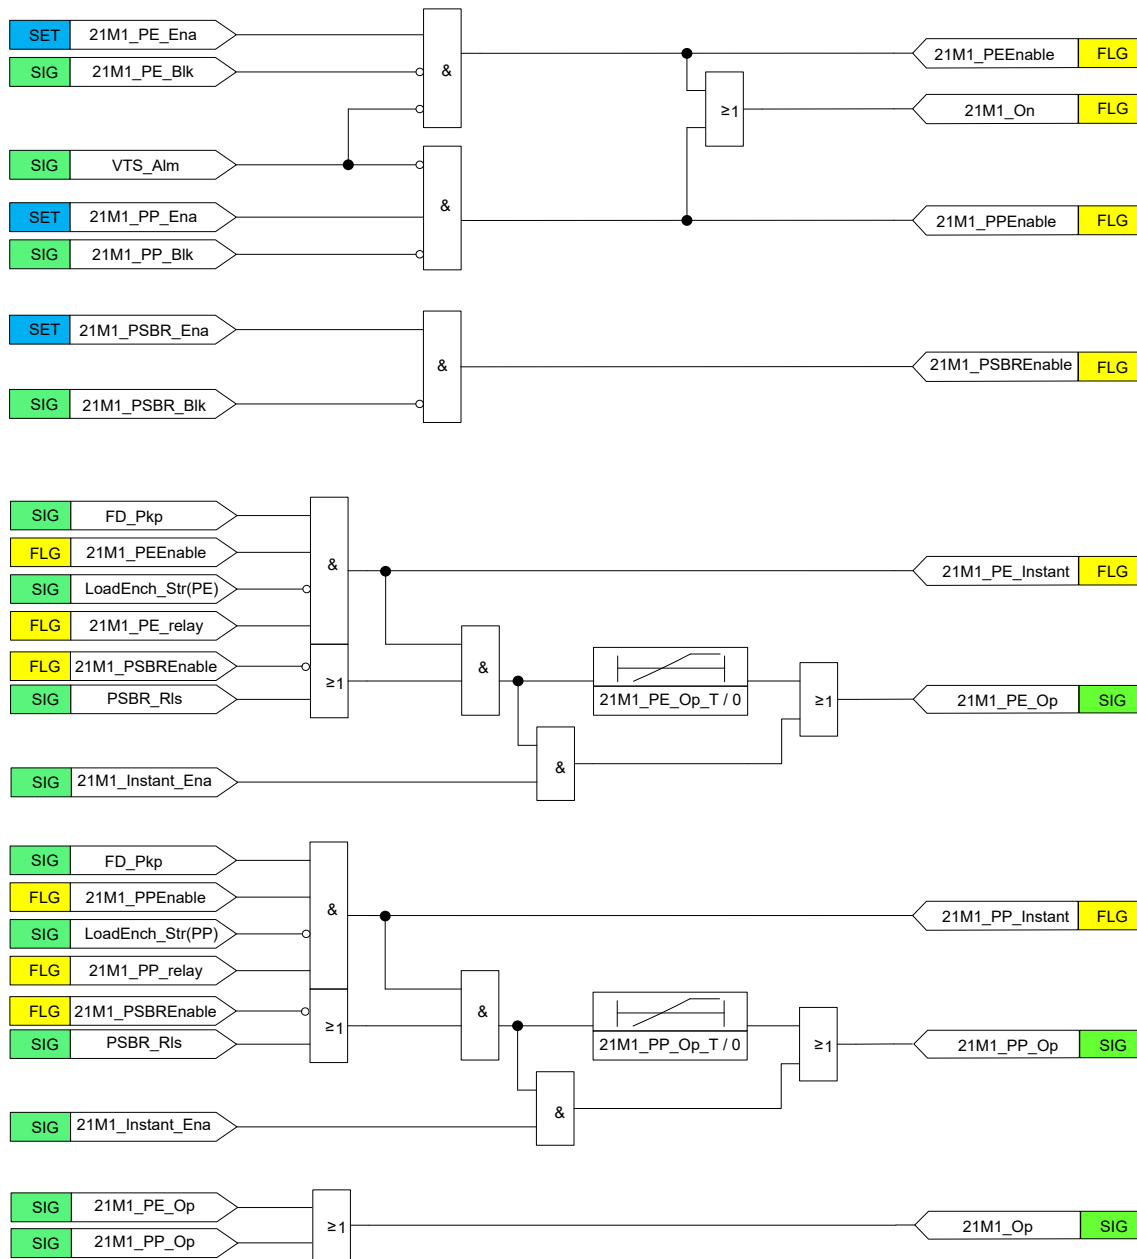 SET 21M1_PE_Ena
SIG 21M1_PE_Blk
&
21M1_PEEnable FLG
≥1
21M1_On FLG
SIG VTS_Alm
SET 21M1_PP_Ena
SIG 21M1_PP_Blk
&
21M1_PPEnable FLG
SET 21M1_PSBR_Ena
SIG 21M1_PSBR_Blk
&
21M1_PSBREnable FLG
SIG FD_Pkp
FLG 21M1_PEEnable
SIG LoadEnch_Str(PE)
FLG 21M1_PE_relay
&
21M1_PE_Instant FLG
FLG 21M1_PSBREnable
SIG PSBR_Rls
≥1
&
21M1_PE_Op_T / 0
≥1
21M1_PE_Op SIG
SIG 21M1_Instant_Ena
&
SIG FD_Pkp
FLG 21M1_PPEnable
SIG LoadEnch_Str(PP)
FLG 21M1_PP_relay
&
21M1_PP_Instant FLG
FLG 21M1_PSBREnable
SIG PSBR_Rls
≥1
&
21M1_PP_Op_T / 0
≥1
21M1_PP_Op SIG
SIG 21M1_Instant_Ena
&
SIG 21M1_PE_Op
SIG 21M1_PP_Op
≥1
21M1_Op SIG